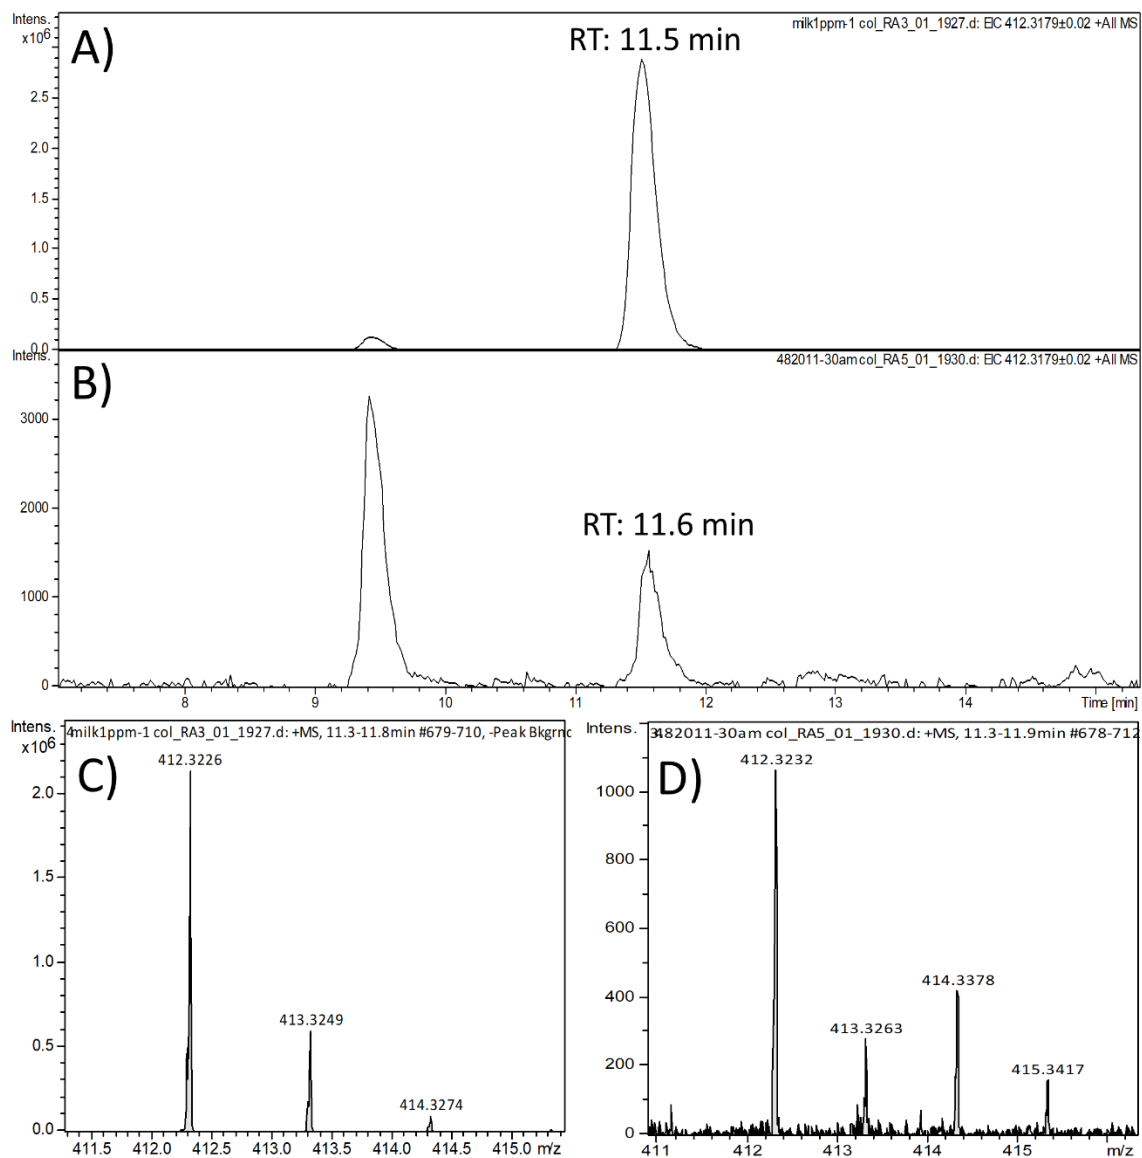 Intens.
x10⁶
milk1ppm-1 col_RA3_01_1927.d: EIC 412.3179±0.02 +All MS
A)
RT: 11.5 min
2.5
2.0
1.5
1.0
0.5
0.0
Intens.
482011-30am col_RA5_01_1930.d: EIC 412.3179±0.02 +All MS
B)
3000
RT: 11.6 min
2000
1000
0
8 9 10 11 12 13 14 Time [min]
Intens.
x10⁶
milk1ppm-1 col_RA3_01_1927.d: +MS, 11.3-11.8min #679-710, -Peak Bkgrnd
C)
412.3226
2.0
1.5
1.0
413.3249
0.5
414.3274
0.0
411.5 412.0 412.5 413.0 413.5 414.0 414.5 415.0 m/z
Intens.
482011-30am col_RA5_01_1930.d: +MS, 11.3-11.9min #678-712
412.3232
D)
1000
800
600
414.3378
400
413.3263
200
415.3417
0
411 412 413 414 415 m/z